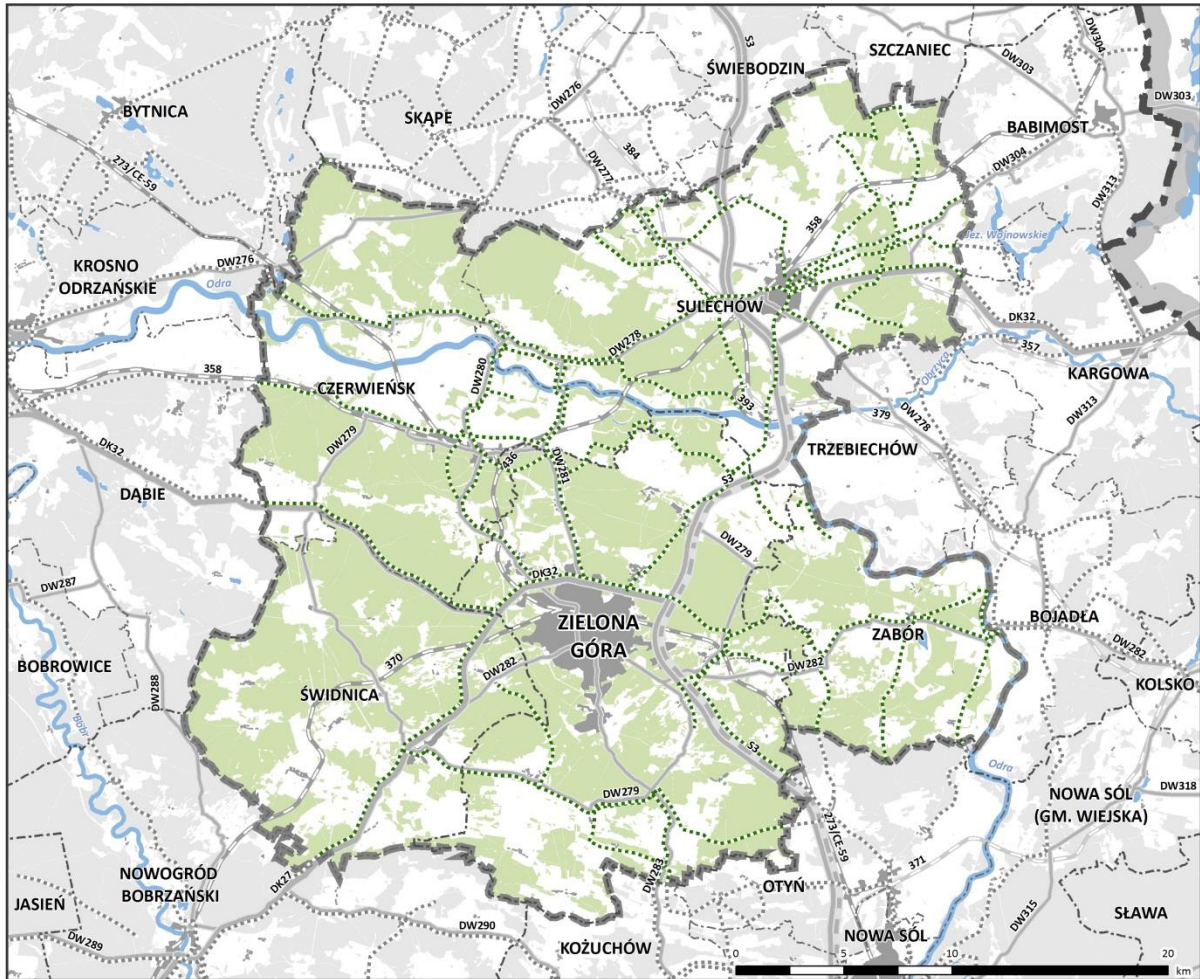 SZCZANIEC
S3
ŚWIEBODZIN
DW303
DW304
DW276
DW303
BYTNICA
SKĄPE
BABIMOST
384
DW304
273/CE-59
DW277
DW313
358
Jez. Wojnowskie
KROSNO
ODRZAŃSKIE
DW276
Odra
SULECHÓW
DK32
DW278
357
Obrzyca
KARGOWA
358
CZERWIEŃSK
DW280
393
379
DW278
DW313
DW279
TRZEBIECHÓW
DK32
436
DW281
S3
DĄBIE
DW279
DK32
DW287
ZIELONA
GÓRA
ZABÓR
BOJADŁA
DW282
BOBROWICE
370
DW282
DW282
KOLSKO
ŚWIDNICA
DW288
Bóbr
S3
Odra
DW279
NOWA SÓL
(GM. WIEJSKA)
DW318
273/CE-59
371
NOWOGRÓD
BOBRZAŃSKI
DK27
DW283
OTYŃ
JASIEŃ
SŁAWA
DW315
DW290
DW289
KOŻUCHÓW
NOWA SÓL
0 5 10 20
km